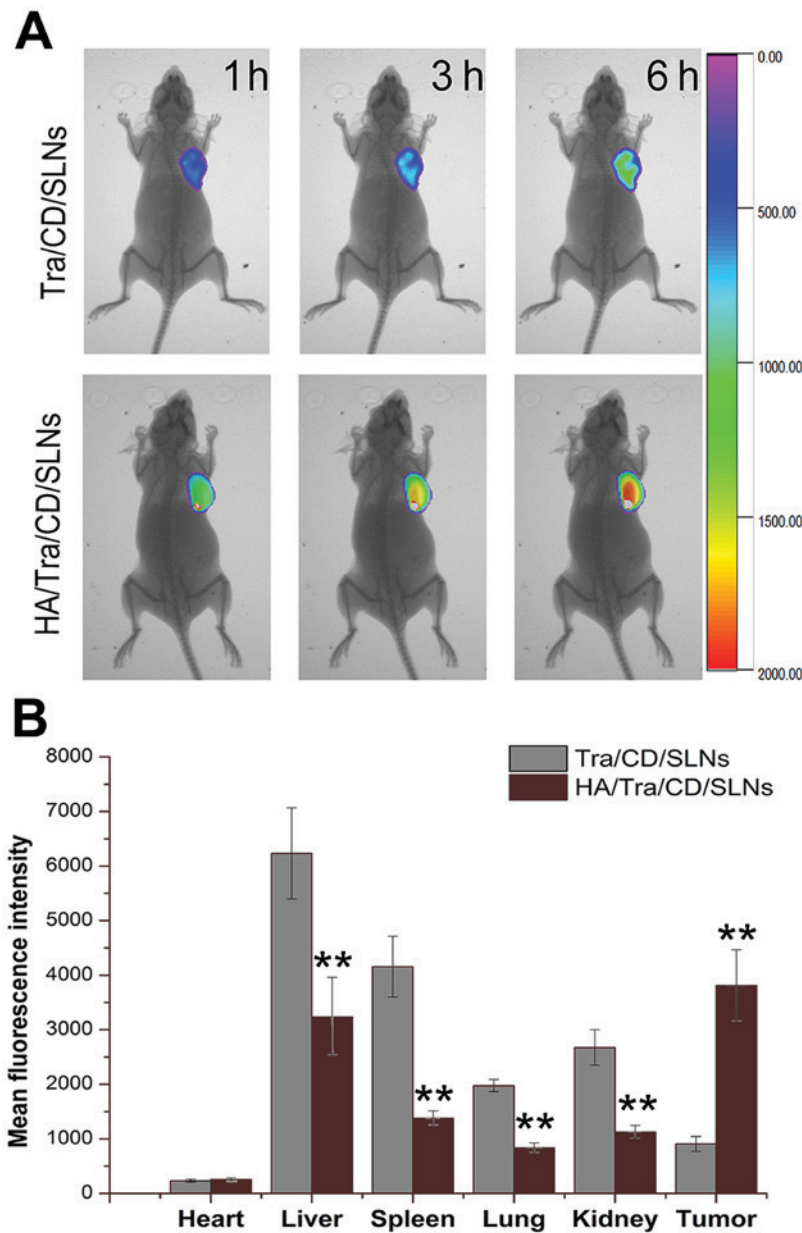 A
1 h
3 h
6 h
Tra/CD/SLNs
HA/Tra/CD/SLNs
0.00
500.00
1000.00
1500.00
2000.00
B
Tra/CD/SLNs
HA/Tra/CD/SLNs
Mean fluorescence intensity
8000
7000
6000
5000
4000
3000
2000
1000
0
**
**
**
**
**
Heart Liver Spleen Lung Kidney Tumor